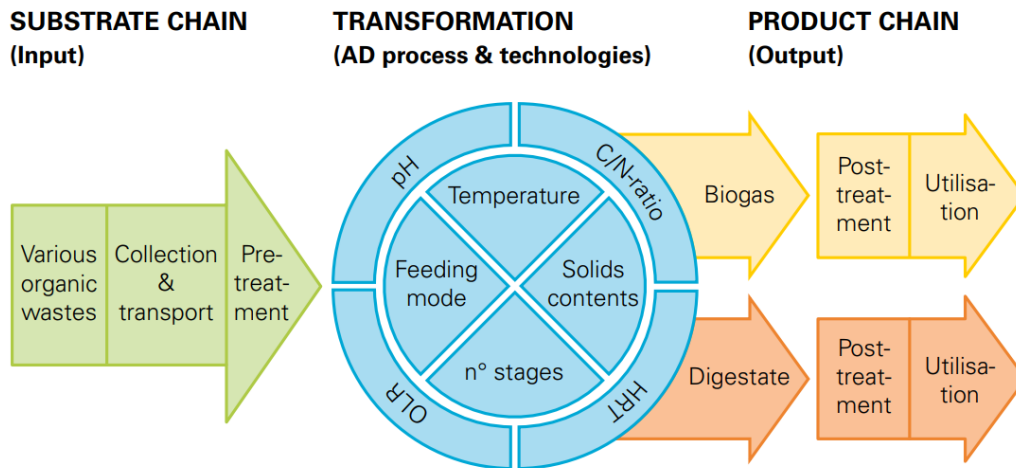 SUBSTRATE CHAIN
(Input)
TRANSFORMATION
(AD process & technologies)
PRODUCT CHAIN
(Output)
Various
organic
wastes
Collection
&
transport
Pre-
treat-
ment
pH
C/N-ratio
OLR
HRT
Temperature
Feeding
mode
Solids
contents
n° stages
Biogas
Post-
treat-
ment
Utilisa-
tion
Digestate
Post-
treat-
ment
Utilisa-
tion